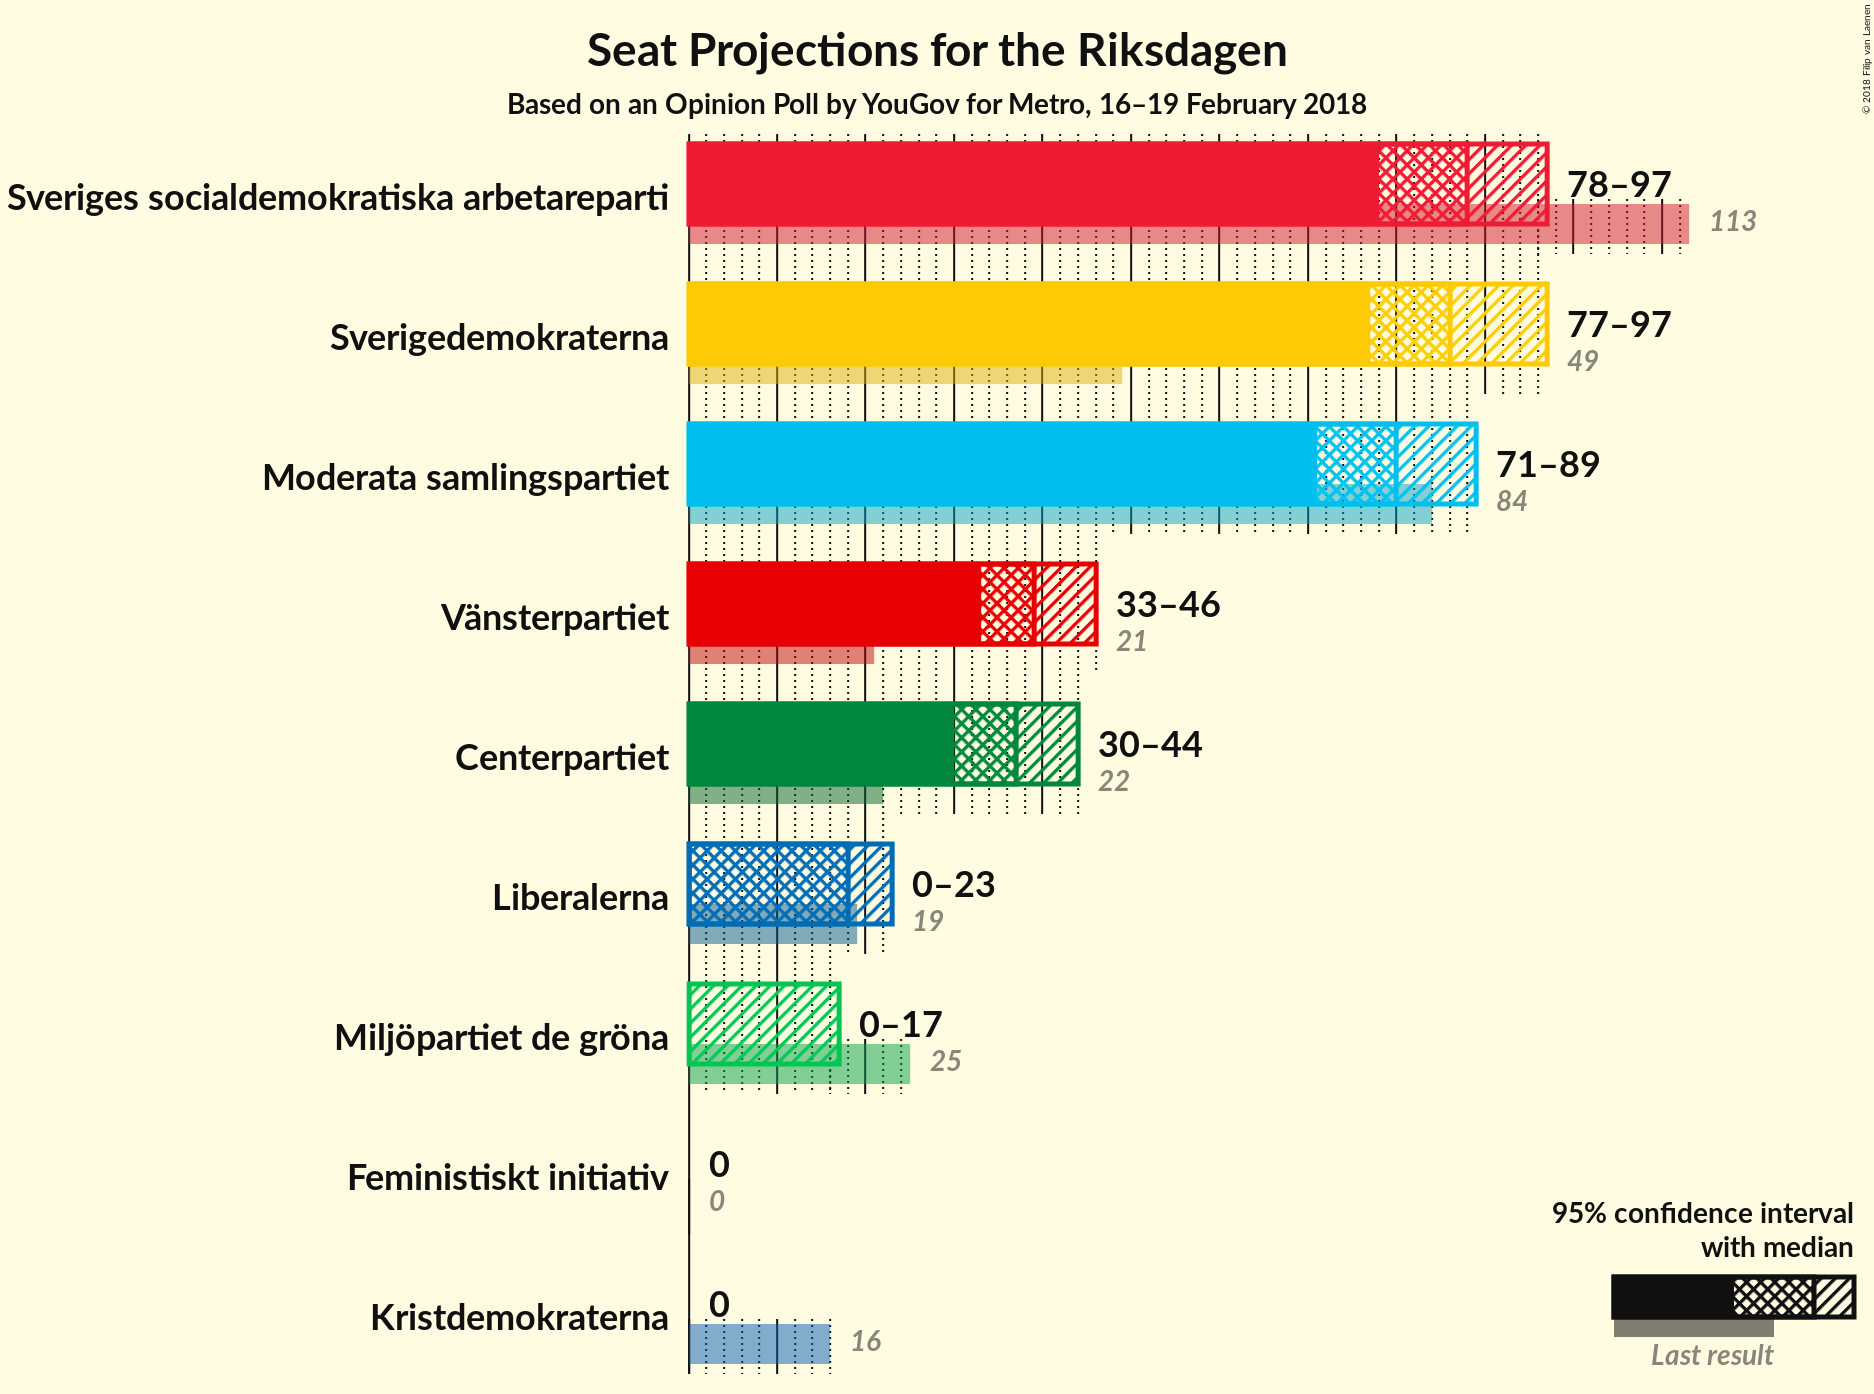 Seat Projections for the Riksdagen
Based on an Opinion Poll by YouGov for Metro, 16–19 February 2018
© 2018 Filip van Laenen
Sveriges socialdemokratiska arbetareparti
78–97
113
Sverigedemokraterna
77–97
49
Moderata samlingspartiet
71–89
84
Vänsterpartiet
33–46
21
Centerpartiet
30–44
22
Liberalerna
0–23
19
Miljöpartiet de gröna
0–17
25
Feministiskt initiativ
0
0
Kristdemokraterna
0
16
95% confidence interval
with median
Last result